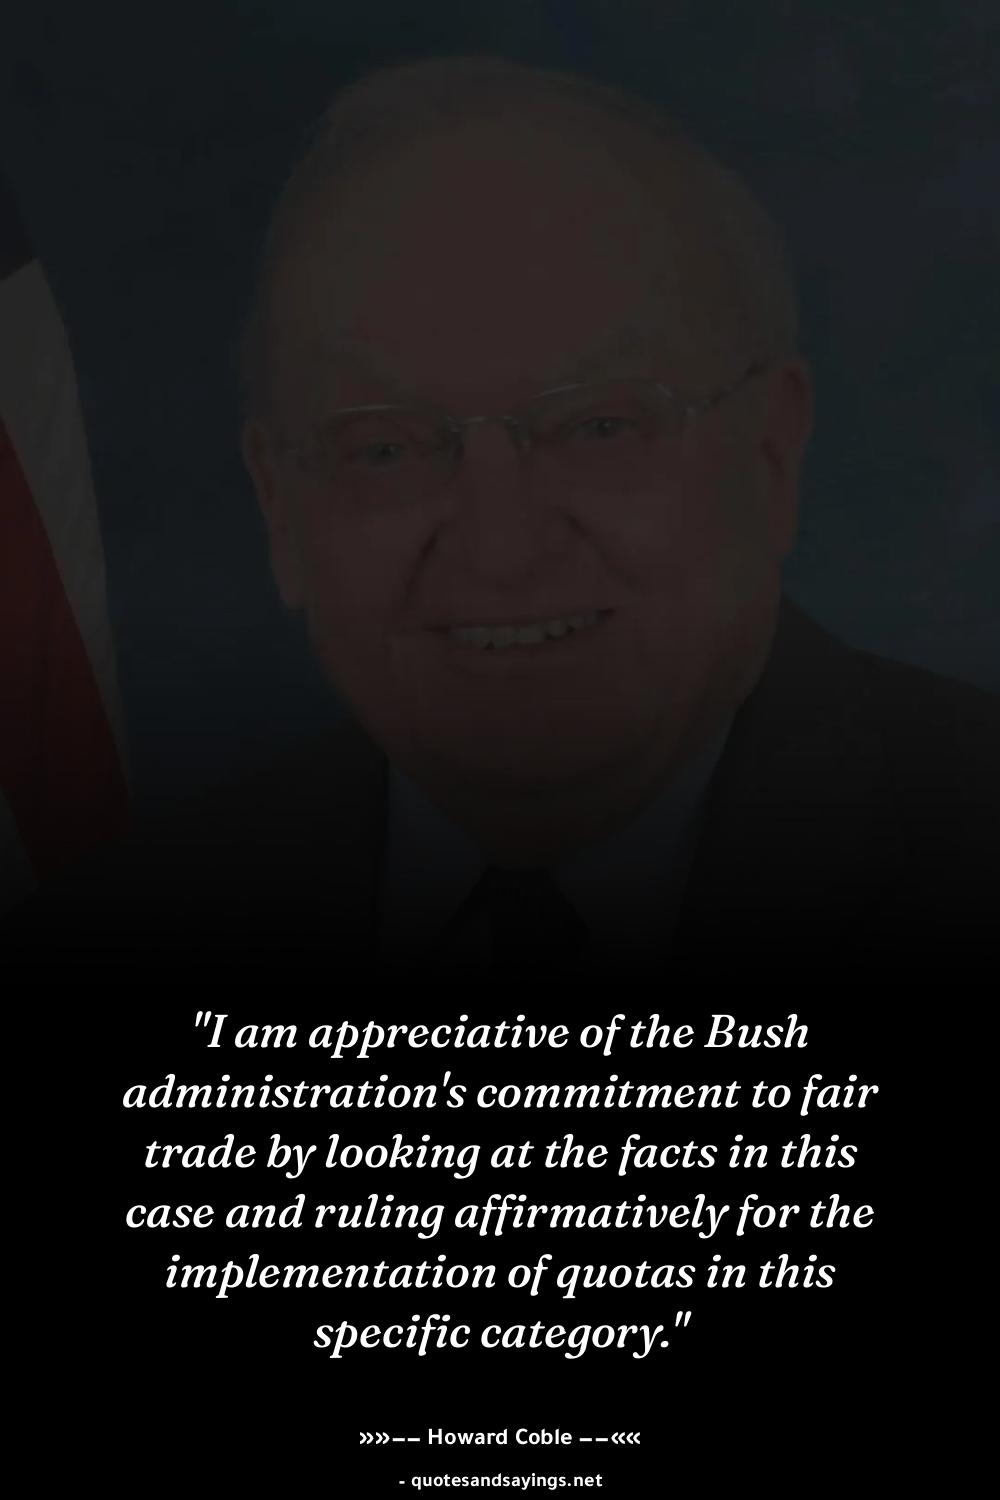 "I am appreciative of the Bush
administration's commitment to fair
trade by looking at the facts in this
case and ruling affirmatively for the
implementation of quotas in this
specific category."
»»−− Howard Coble −−««
- quotesandsayings.net